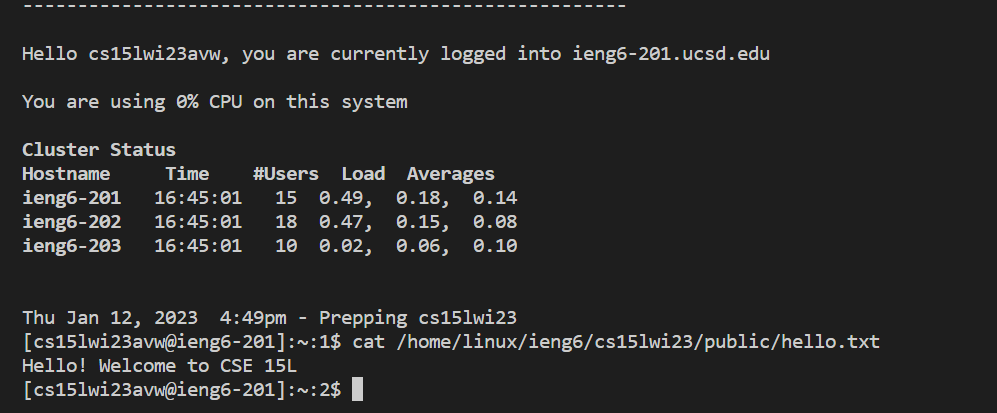 -------------------------------------------------------
Hello cs15lwi23avw, you are currently logged into ieng6-201.ucsd.edu
You are using 0% CPU on this system
Cluster Status
Hostname     Time    #Users  Load  Averages
ieng6-201   16:45:01   15  0.49,  0.18,  0.14
ieng6-202   16:45:01   18  0.47,  0.15,  0.08
ieng6-203   16:45:01   10  0.02,  0.06,  0.10
Thu Jan 12, 2023  4:49pm - Prepping cs15lwi23
[cs15lwi23avw@ieng6-201]:~:1$ cat /home/linux/ieng6/cs15lwi23/public/hello.txt
Hello! Welcome to CSE 15L
[cs15lwi23avw@ieng6-201]:~:2$